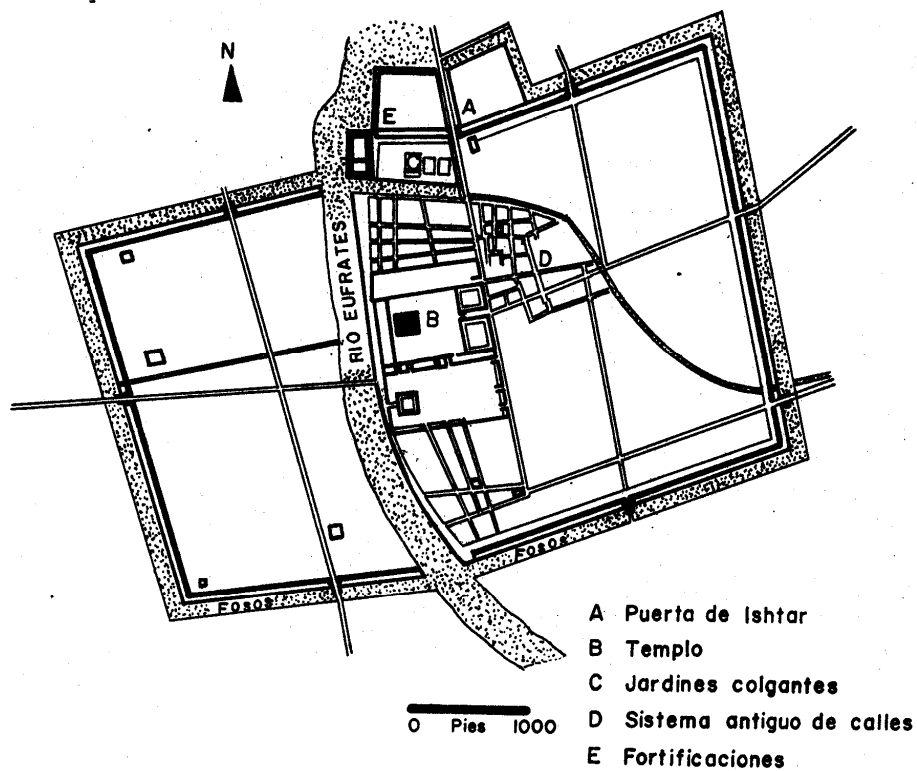 N
E
A
RIO EUFRATES
D
B
FOSOS
FOSOS
A Puerta de Ishtar
B Templo
C Jardines colgantes
D Sistema antiguo de calles
E Fortificaciones
0 Pies 1000